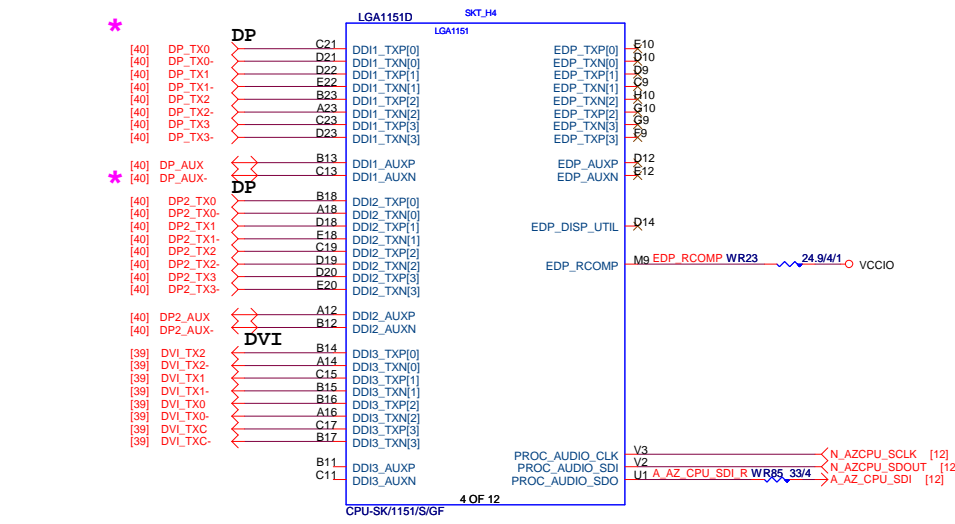 *
LGA1151D SKT_H4
LGA1151
DP
[40] DP_TX0 C21 DDI1_TXP[0] EDP_TXP[0] E10
[40] DP_TX0- D21 DDI1_TXN[0] EDP_TXN[0] D10
[40] DP_TX1 D22 DDI1_TXP[1] EDP_TXP[1] D9
[40] DP_TX1- E22 DDI1_TXN[1] EDP_TXN[1] C9
[40] DP_TX2 B23 DDI1_TXP[2] EDP_TXN[2] H10
[40] DP_TX2- A23 DDI1_TXN[2] EDP_TXP[2] G10
[40] DP_TX3 C23 DDI1_TXP[3] EDP_TXN[3] G9
[40] DP_TX3- D23 DDI1_TXN[3] EDP_TXP[3] F9
[40] DP_AUX B13 DDI1_AUXP EDP_AUXP D12
* [40] DP_AUX- C13 DDI1_AUXN EDP_AUXN E12
DP
[40] DP2_TX0 B18 DDI2_TXP[0]
[40] DP2_TX0- A18 DDI2_TXN[0]
[40] DP2_TX1 D18 DDI2_TXP[1] EDP_DISP_UTIL D14
[40] DP2_TX1- E18 DDI2_TXN[1]
[40] DP2_TX2 C19 DDI2_TXP[2]
[40] DP2_TX2- D19 DDI2_TXN[2] EDP_RCOMP M9 EDP_RCOMP WR23 24.9/4/1 VCCIO
[40] DP2_TX3 D20 DDI2_TXP[3]
[40] DP2_TX3- E20 DDI2_TXN[3]
[40] DP2_AUX A12 DDI2_AUXP
[40] DP2_AUX- B12 DDI2_AUXN
DVI
[39] DVI_TX2 B14 DDI3_TXP[0]
[39] DVI_TX2- A14 DDI3_TXN[0]
[39] DVI_TX1 C15 DDI3_TXP[1]
[39] DVI_TX1- B15 DDI3_TXN[1]
[39] DVI_TX0 B16 DDI3_TXP[2]
[39] DVI_TX0- A16 DDI3_TXN[2]
[39] DVI_TXC C17 DDI3_TXP[3]
[39] DVI_TXC- B17 DDI3_TXN[3]
PROC_AUDIO_CLK V3 N_AZCPU_SCLK [12]
B11 DDI3_AUXP PROC_AUDIO_SDI V2 N_AZCPU_SDOUT [12
C11 DDI3_AUXN PROC_AUDIO_SDO U1 A_AZ_CPU_SDI_R WR85 33/4 A_AZ_CPU_SDI [12]
4 OF 12
CPU-SK/1151/S/GF